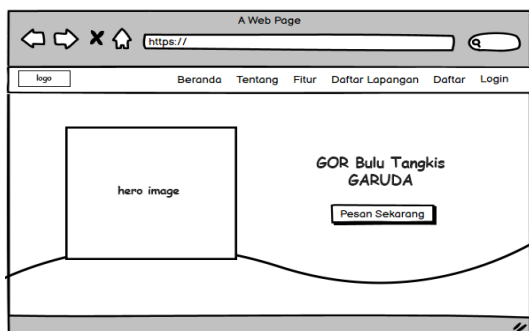 A Web Page
https://
logo
Beranda Tentang Fitur Daftar Lapangan Daftar Login
hero image
GOR Bulu Tangkis
GARUDA
Pesan Sekarang